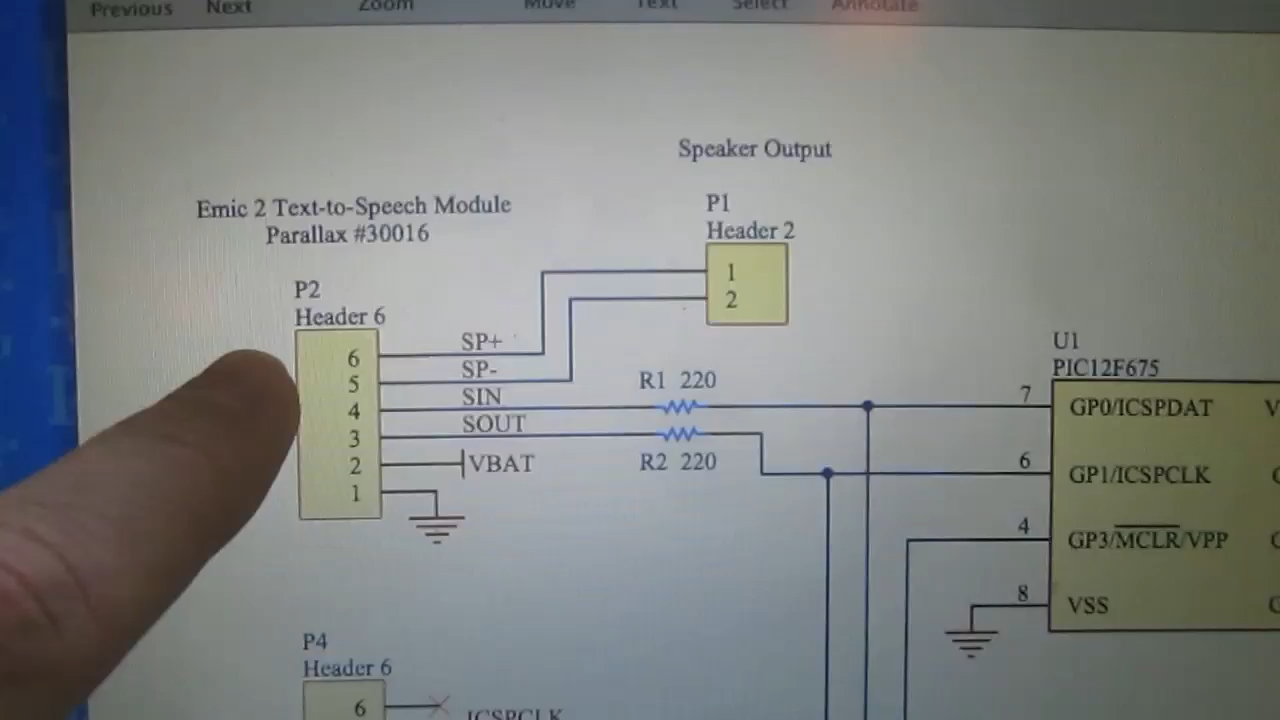 Previous Next Zoom Move Text Select Annotate
Speaker Output
Emic 2 Text-to-Speech Module
Parallax #30016
P1
Header 2
1
2
P2
Header 6
6 SP+
5 SP-
4 SIN
3 SOUT
2 VBAT
1
R1 220
R2 220
U1
PIC12F675
7 GP0/ICSPDAT V
6 GP1/ICSPCLK
4 GP3/MCLR/VPP
8 VSS
P4
Header 6
6
ICSPCLK